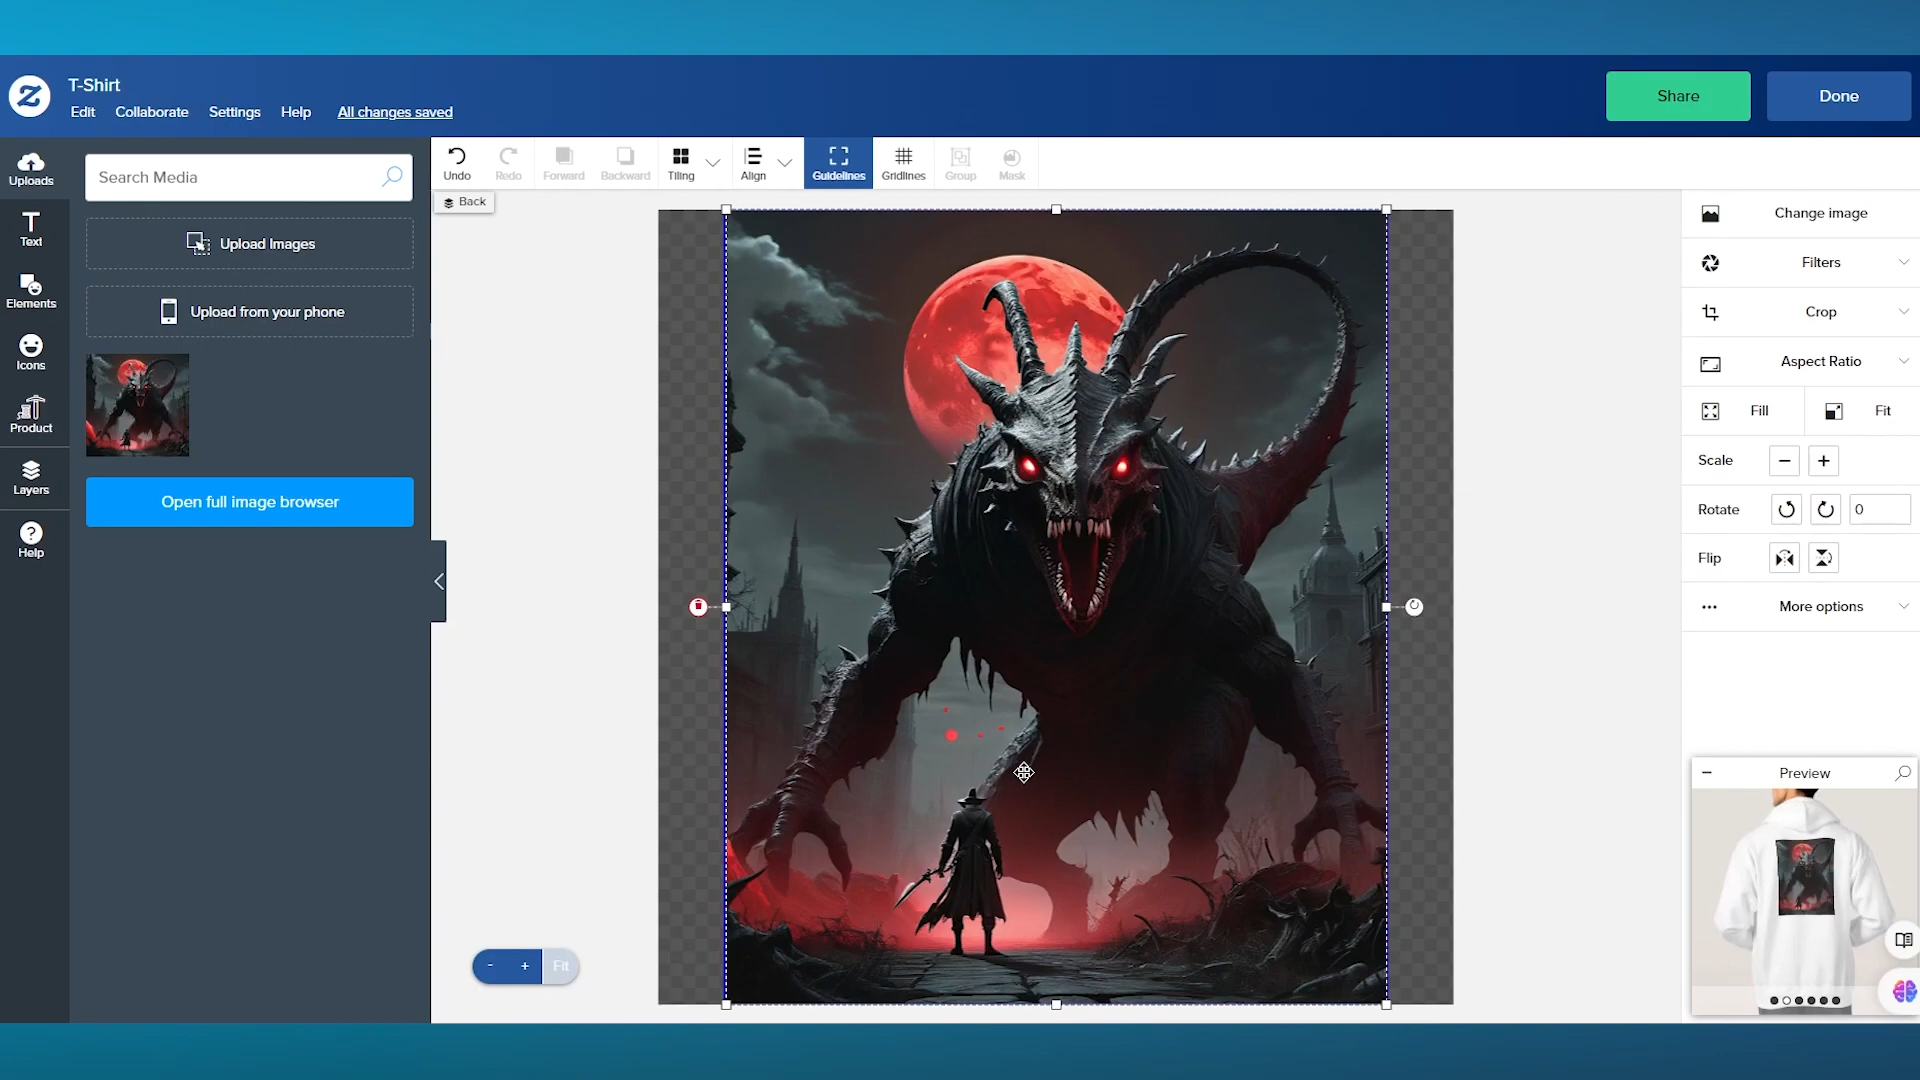 T-Shirt
Edit Collaborate Settings Help All changes saved
Share
Done
Uploads
Text
Elements
Icons
Product
Layers
Help
Search Media
Upload Images
Upload from your phone
Open full image browser
Undo Redo Forward Backward Tiling Align Guidelines Gridlines Group Mask
Back
- + Fit
Change image
Filters
Crop
Aspect Ratio
Fill Fit
Scale
Rotate 0
Flip
More options
Preview